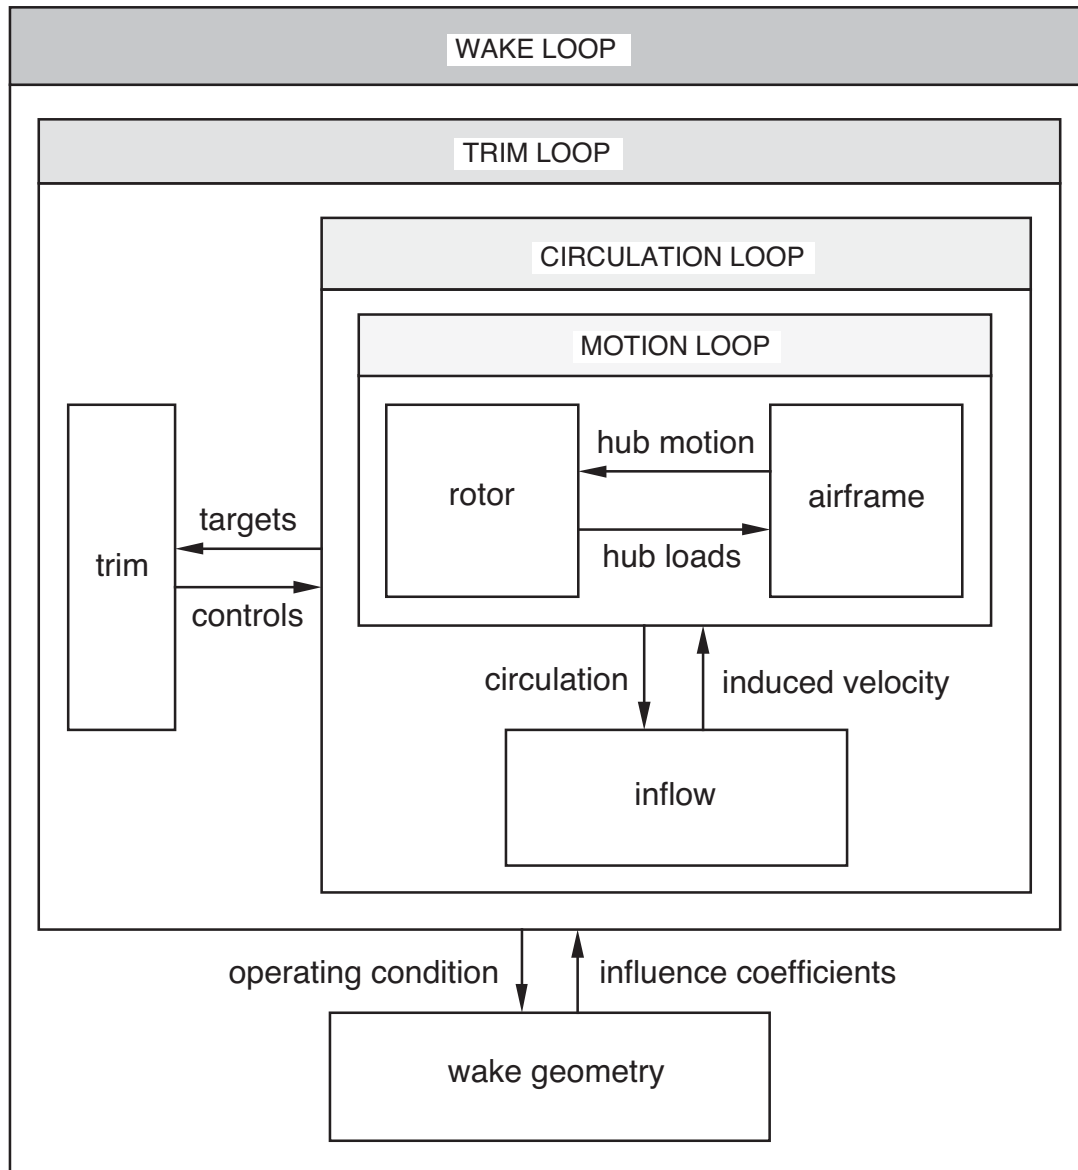 WAKE LOOP
TRIM LOOP
CIRCULATION LOOP
MOTION LOOP
hub motion
rotor
airframe
targets
hub loads
trim
controls
circulation
induced velocity
inflow
operating condition
influence coefficients
wake geometry